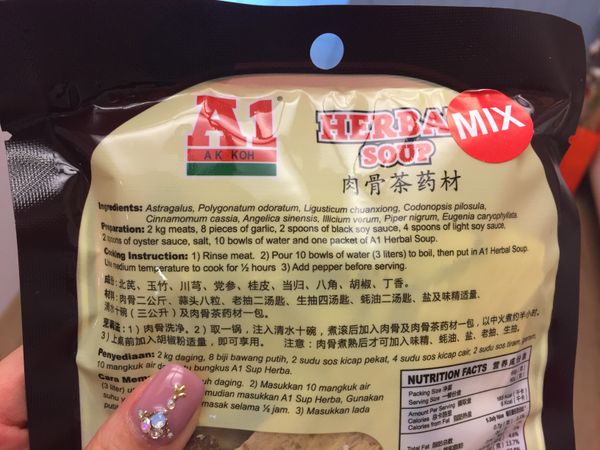 A1
A.K. KOH
HERBAL
SOUP
MIX
肉骨茶药材
Ingredients: Astragalus, Polygonatum odoratum, Ligusticum chuanxiong, Codonopsis pilosula,
Cinnamomum cassia, Angelica sinensis, Illicium verum, Piper nigrum, Eugenia caryophyllata.
Preparation: 2 kg meats, 8 pieces of garlic, 2 spoons of black soy sauce, 4 spoons of light soy sauce,
2 spoons of oyster sauce, salt, 10 bowls of water and one packet of A1 Herbal Soup.
Cooking Instruction: 1) Rinse meat. 2) Pour 10 bowls of water (3 liters) to boil, then put in A1 Herbal Soup.
medium temperature to cook for ½ hours 3) Add pepper before serving.
北芪、玉竹、川芎、党参、桂皮、当归、八角、胡椒、丁香。
材料:肉骨二公斤、蒜头八粒、老抽二汤匙、生抽四汤匙、蚝油二汤匙、盐及味精适量、
清水十碗（三公升）及肉骨茶药材一包。
1) 肉骨洗净。2) 取一锅，注入清水十碗，煮滚后加入肉骨及肉骨茶药材一包，以中火煮约半小时。
3) 上桌前加入胡椒粉适量，即可享用。 注意：肉骨煮熟后才可加入味精、蚝油、盐、老抽、生抽。
Penyediaan: 2 kg daging, 8 biji bawang putih, 2 sudu sos kicap pekat, 4 sudu sos kicap cair, 2 sudu sos tiram, garam,
10 mangkuk air bungkus A1 Sup Herba.
Cara daging. 2) Masukkan 10 mangkuk air
(3 liter) masukkan A1 Sup Herba, Gunakan
suhu masak selama ½ jam. 3) Masukkan lada
NUTRITION FACTS 营养成份表
Packing Size 净重
Serving Size 一餐份量
Amount Per Serving
Calories
Calories from Fat
Total Fat